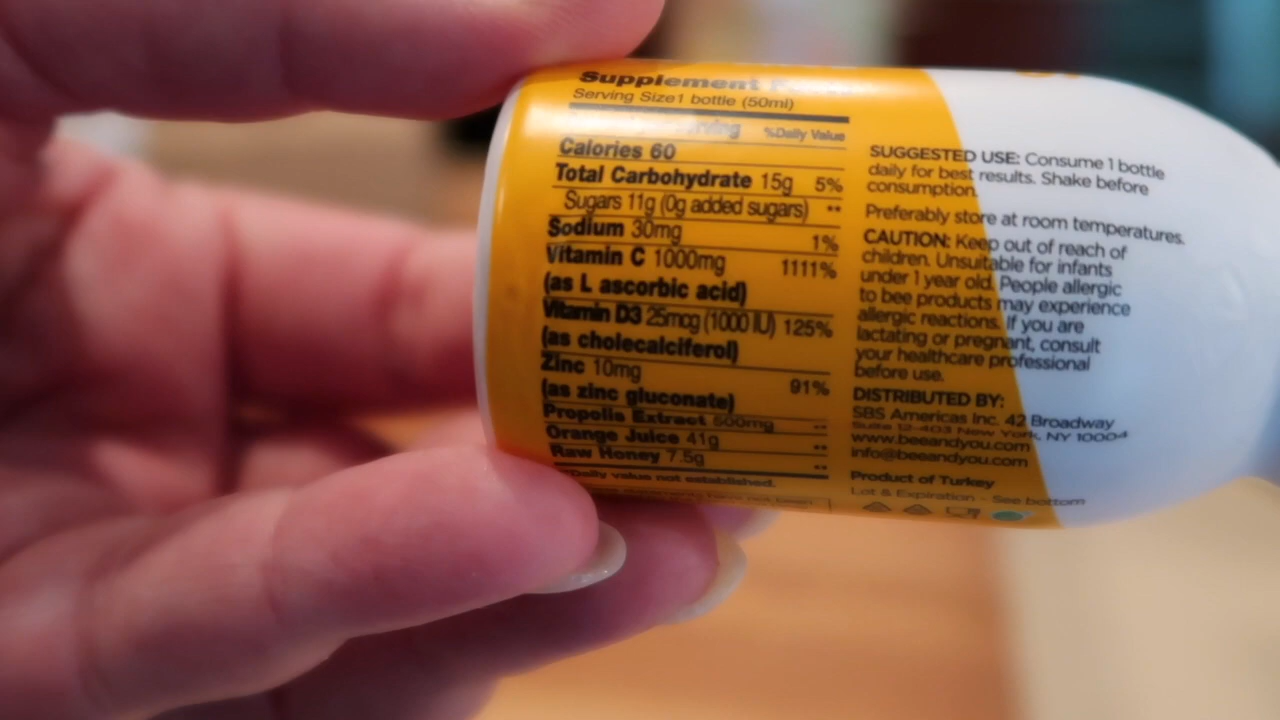 Supplement
Serving Size1 bottle (50ml)
%Daily Value
Calories 60
Total Carbohydrate 15g 5%
Sugars 11g (0g added sugars) **
Sodium 30mg 1%
Vitamin C 1000mg 1111%
(as L ascorbic acid)
Vitamin D3 25mcg (1000 IU) 125%
(as cholecalciferol)
Zinc 10mg 91%
(as zinc gluconate)
Propolis Extract 500mg **
Orange Juice 41g **
Raw Honey 7.5g **
*Daily value not established.
SUGGESTED USE: Consume 1 bottle
daily for best results. Shake before
consumption.
Preferably store at room temperatures.
CAUTION: Keep out of reach of
children. Unsuitable for infants
under 1 year old. People allergic
to bee products may experience
allergic reactions. If you are
lactating or pregnant, consult
your healthcare professional
before use.
DISTRIBUTED BY:
SBS Americas Inc. 42 Broadway
Suite 12-403 New York, NY 10004
www.beeandyou.com
info@beeandyou.com
Product of Turkey
Lot & Expiration - See bottom